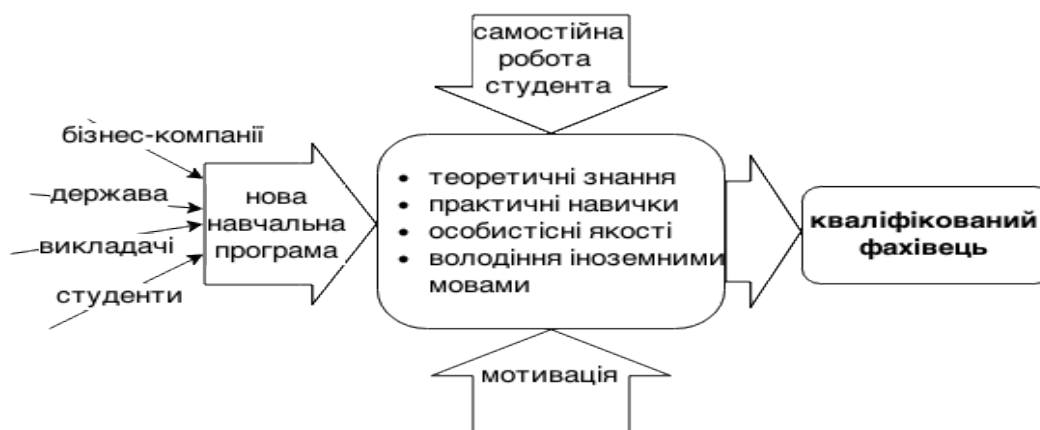 самостійна
робота
студента
бізнес-компанії
держава
викладачі
студенти
нова
навчальна
програма
• теоретичні знання
• практичні навички
• особистісні якості
• володіння іноземними
мовами
кваліфікований
фахівець
мотивація